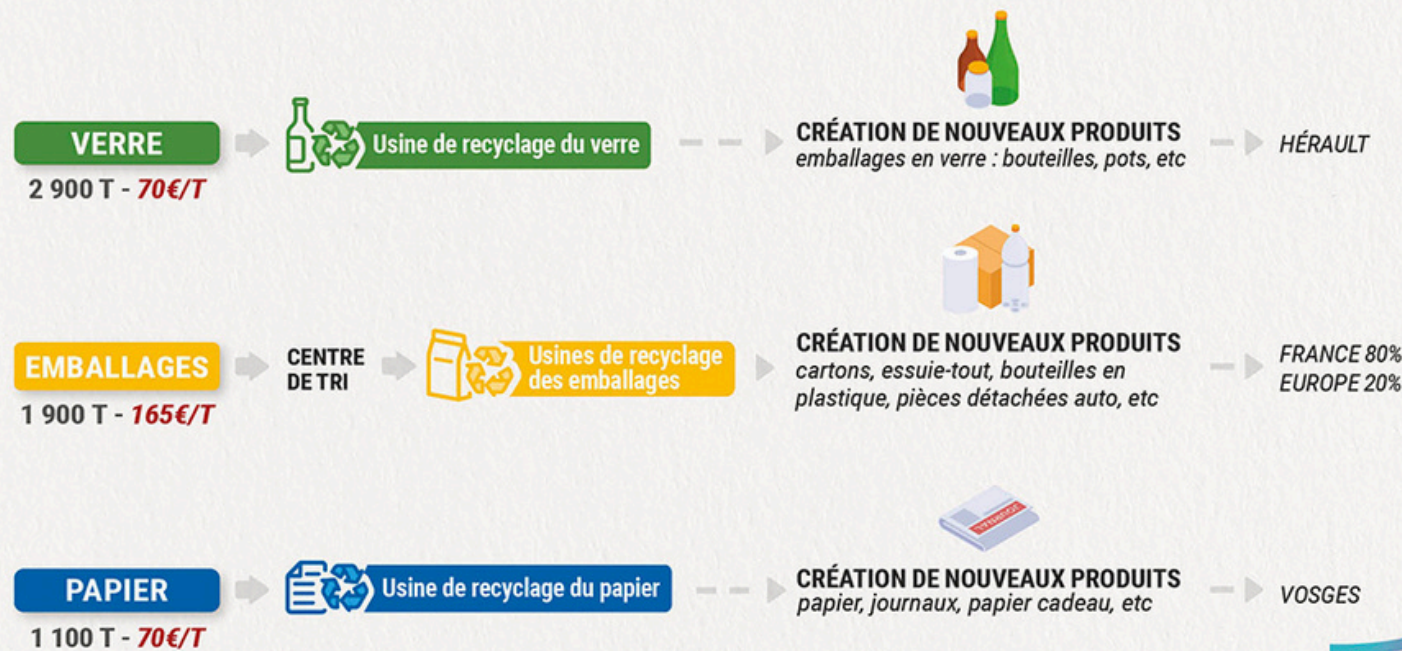 VERRE
2 900 T - 70€/T
Usine de recyclage du verre
CRÉATION DE NOUVEAUX PRODUITS
emballages en verre : bouteilles, pots, etc
HÉRAULT
EMBALLAGES
1 900 T - 165€/T
CENTRE
DE TRI
Usines de recyclage
des emballages
CRÉATION DE NOUVEAUX PRODUITS
cartons, essuie-tout, bouteilles en
plastique, pièces détachées auto, etc
FRANCE 80%
EUROPE 20%
PAPIER
1 100 T - 70€/T
Usine de recyclage du papier
JOURNAL
CRÉATION DE NOUVEAUX PRODUITS
papier, journaux, papier cadeau, etc
VOSGES